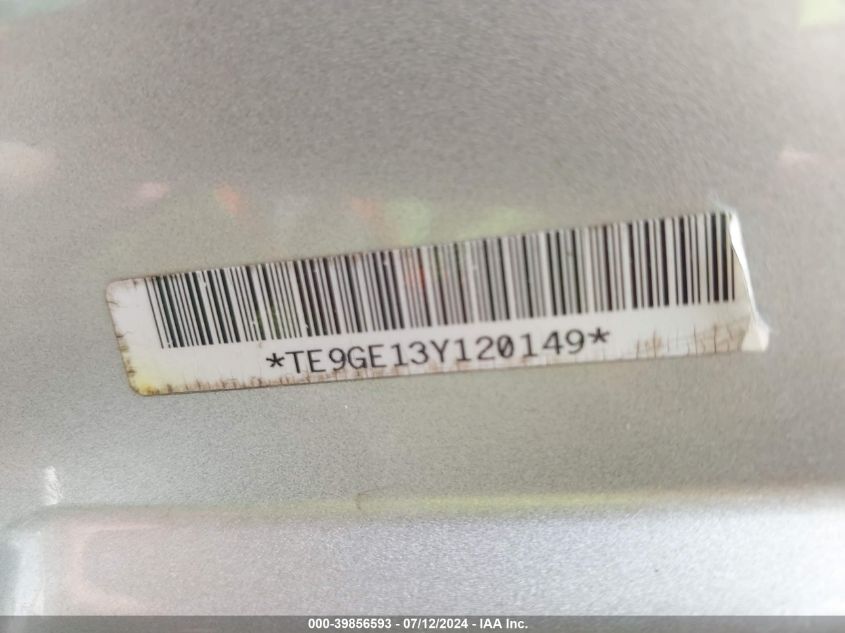 *TE9GE13Y120149*
000-39856593 - 07/12/2024 - IAA Inc.